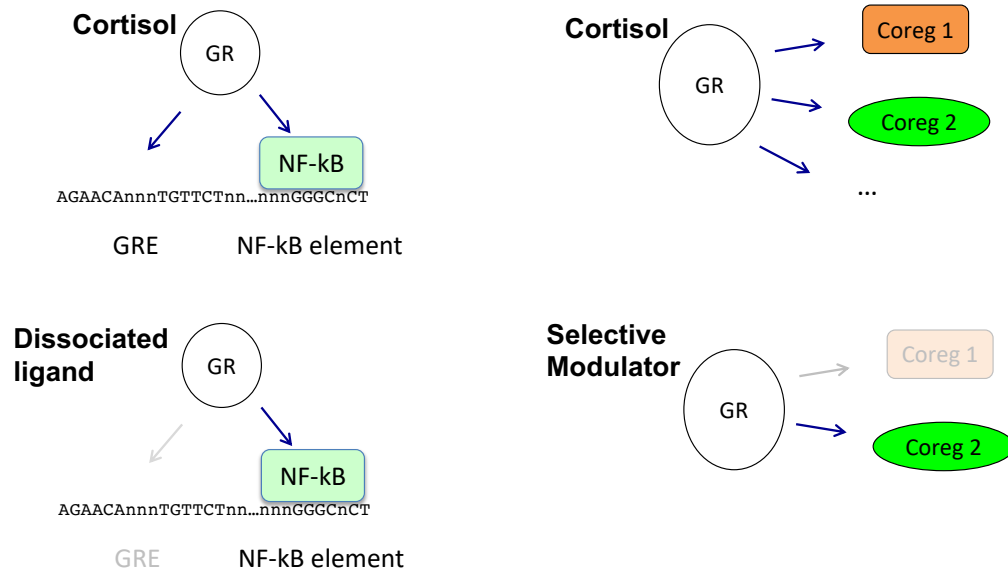 Cortisol
GR
NF-kB
AGAACAnnnTGTTCTnn…nnnGGGCnCT
GRE NF-kB element
Cortisol
GR
Coreg 1
Coreg 2
...
Dissociated
ligand
GR
NF-kB
AGAACAnnnTGTTCTnn…nnnGGGCnCT
GRE NF-kB element
Selective
Modulator
GR
Coreg 1
Coreg 2